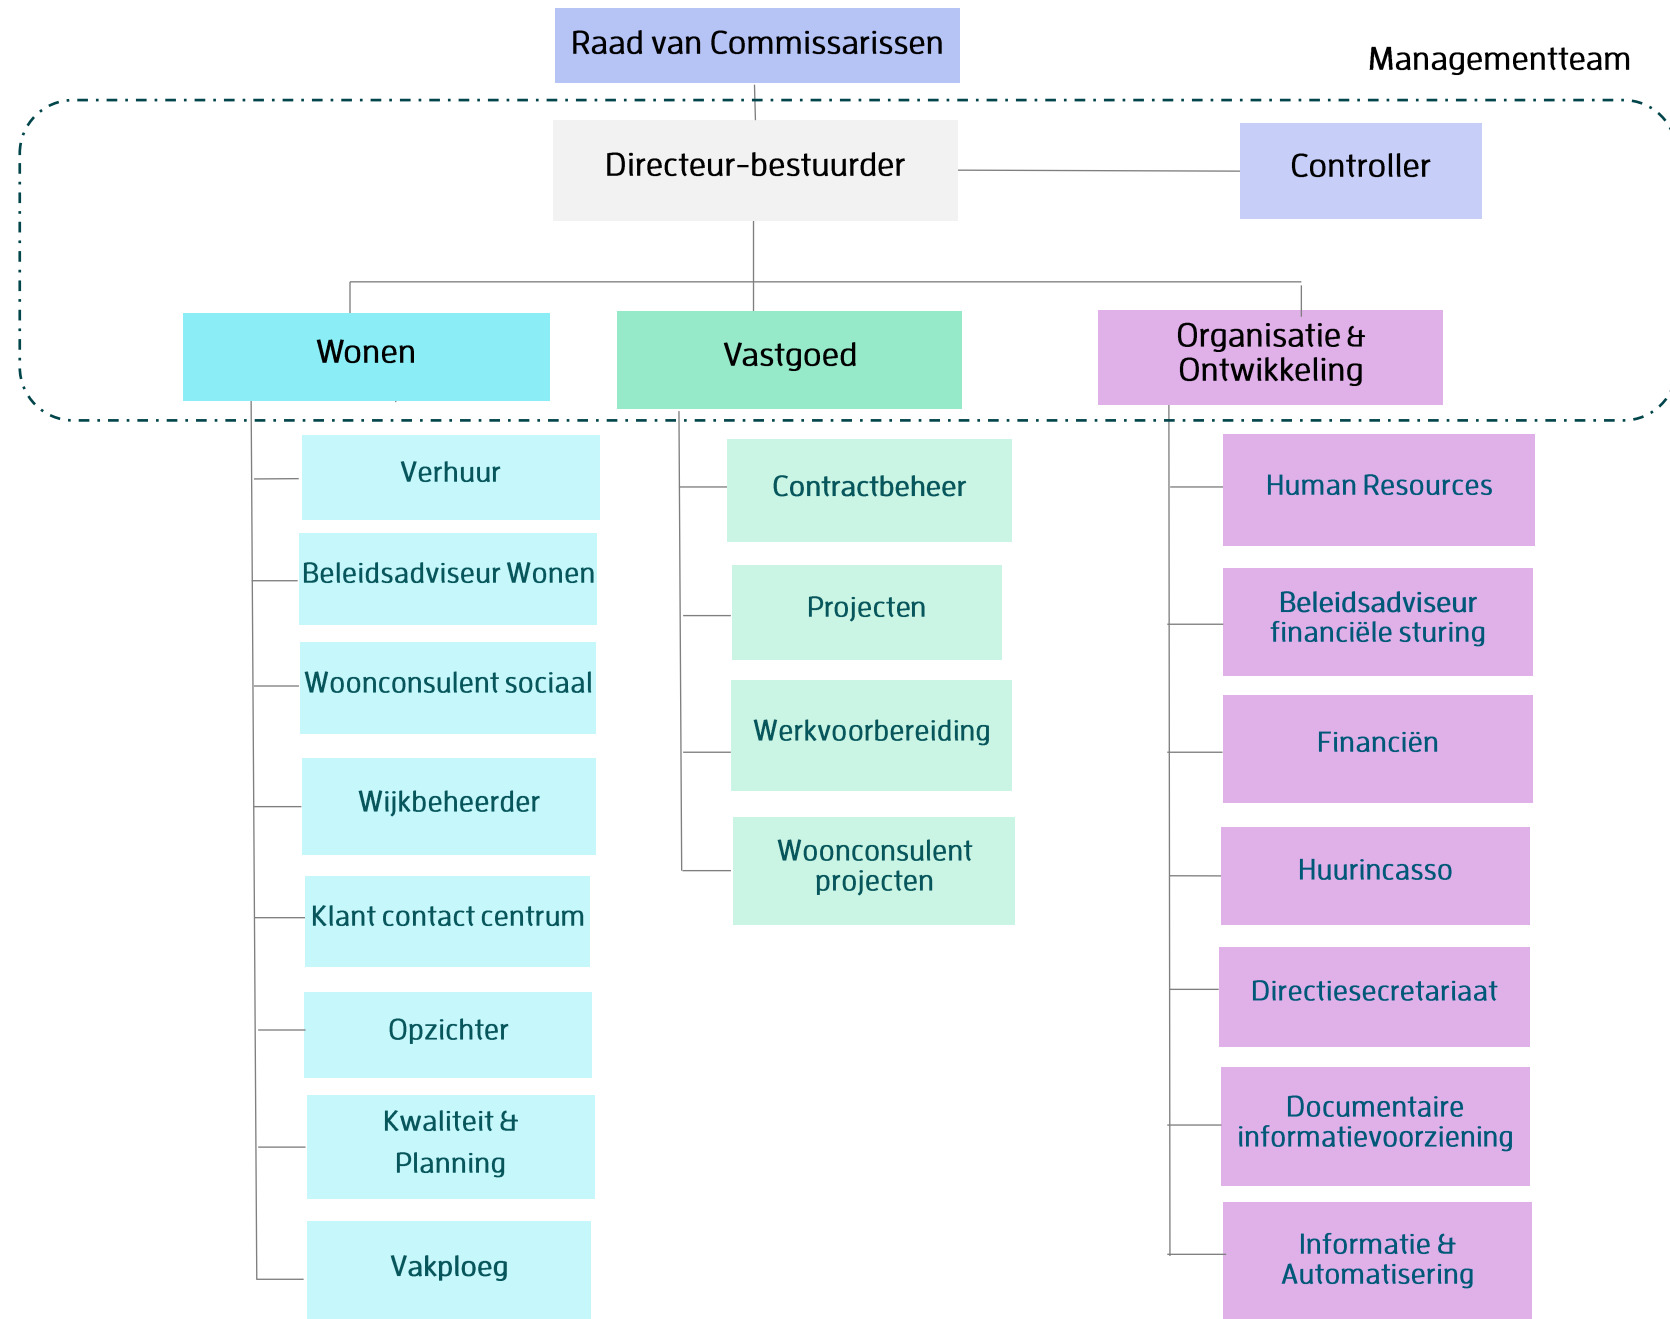 Raad van Commissarissen
Managementteam
Directeur-bestuurder
Controller
Wonen
Vastgoed
Organisatie &
Ontwikkeling
Verhuur
Beleidsadviseur Wonen
Woonconsulent sociaal
Wijkbeheerder
Klant contact centrum
Opzichter
Kwaliteit &
Planning
Vakploeg
Contractbeheer
Projecten
Werkvoorbereiding
Woonconsulent
projecten
Human Resources
Beleidsadviseur
financiële sturing
Financiën
Huurincasso
Directiesecretariaat
Documentaire
informatievoorziening
Informatie &
Automatisering